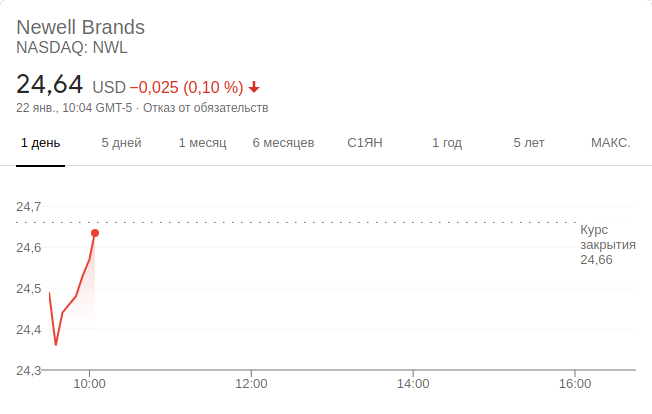 Newell Brands
NASDAQ: NWL
24,64 USD −0,025 (0,10 %)
22 янв., 10:04 GMT-5 · Отказ от обязательств
1 день 5 дней 1 месяц 6 месяцев С1ЯН 1 год 5 лет МАКС.
24,7
Курс
закрытия
24,66
24,6
24,5
24,4
24,3
10:00 12:00 14:00 16:00